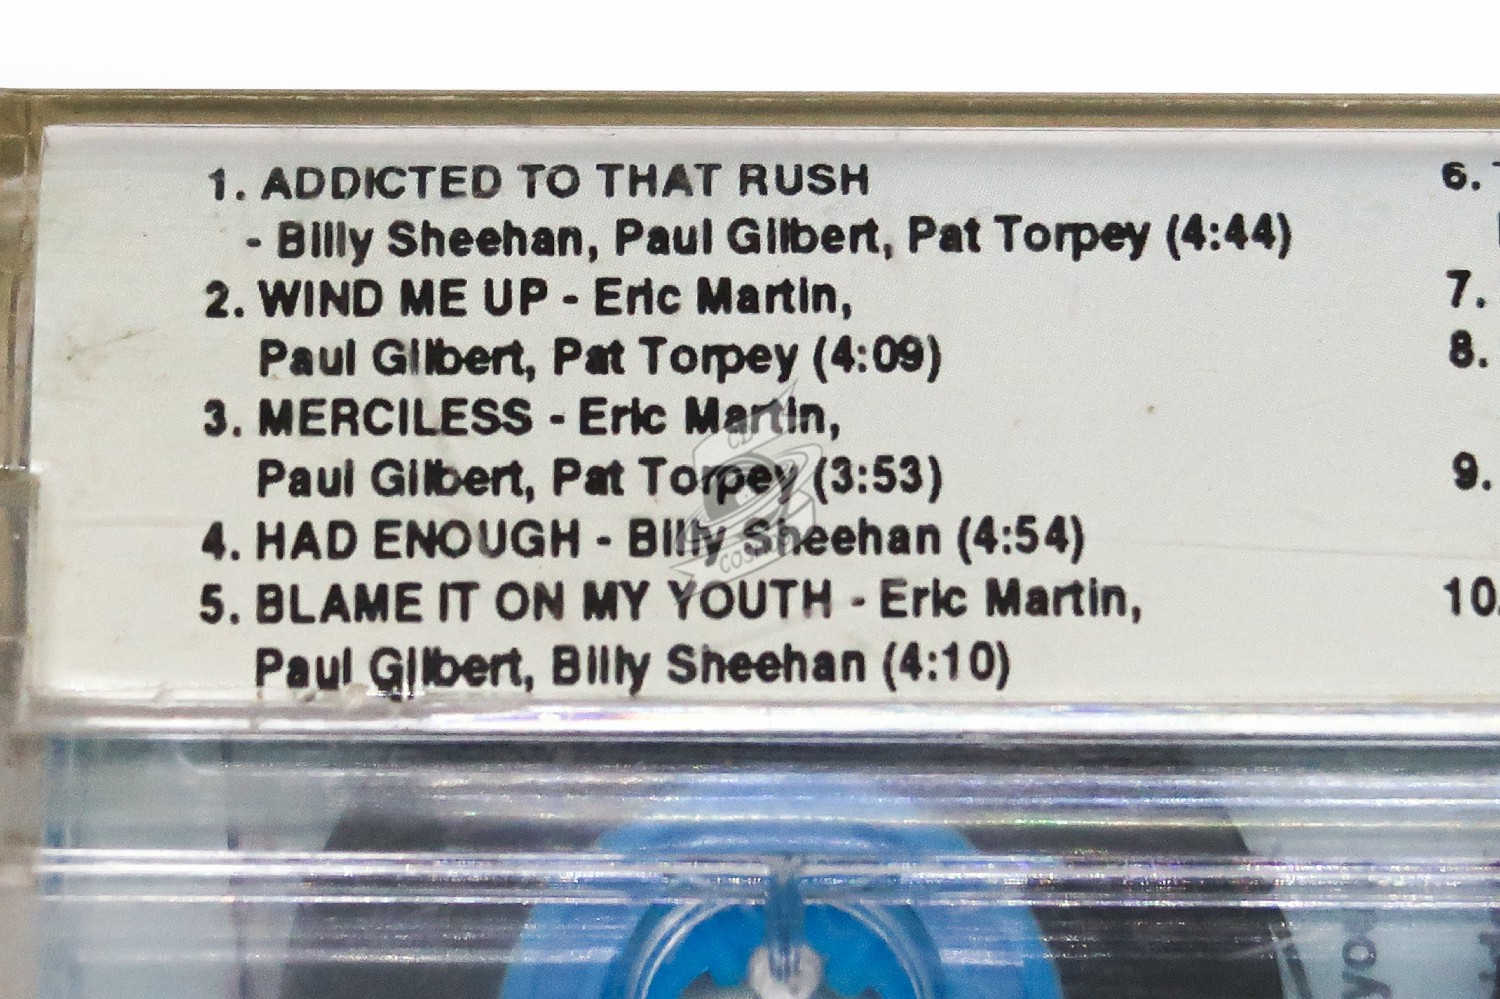 1. ADDICTED TO THAT RUSH
- Billy Sheehan, Paul Gilbert, Pat Torpey (4:44)
2. WIND ME UP - Eric Martin,
Paul Gilbert, Pat Torpey (4:09)
3. MERCILESS - Eric Martin,
Paul Gilbert, Pat Torpey (3:53)
4. HAD ENOUGH - Billy Sheehan (4:54)
5. BLAME IT ON MY YOUTH - Eric Martin,
Paul Gilbert, Billy Sheehan (4:10)
6.
7.
8.
9.
10.
CD
COSMOS